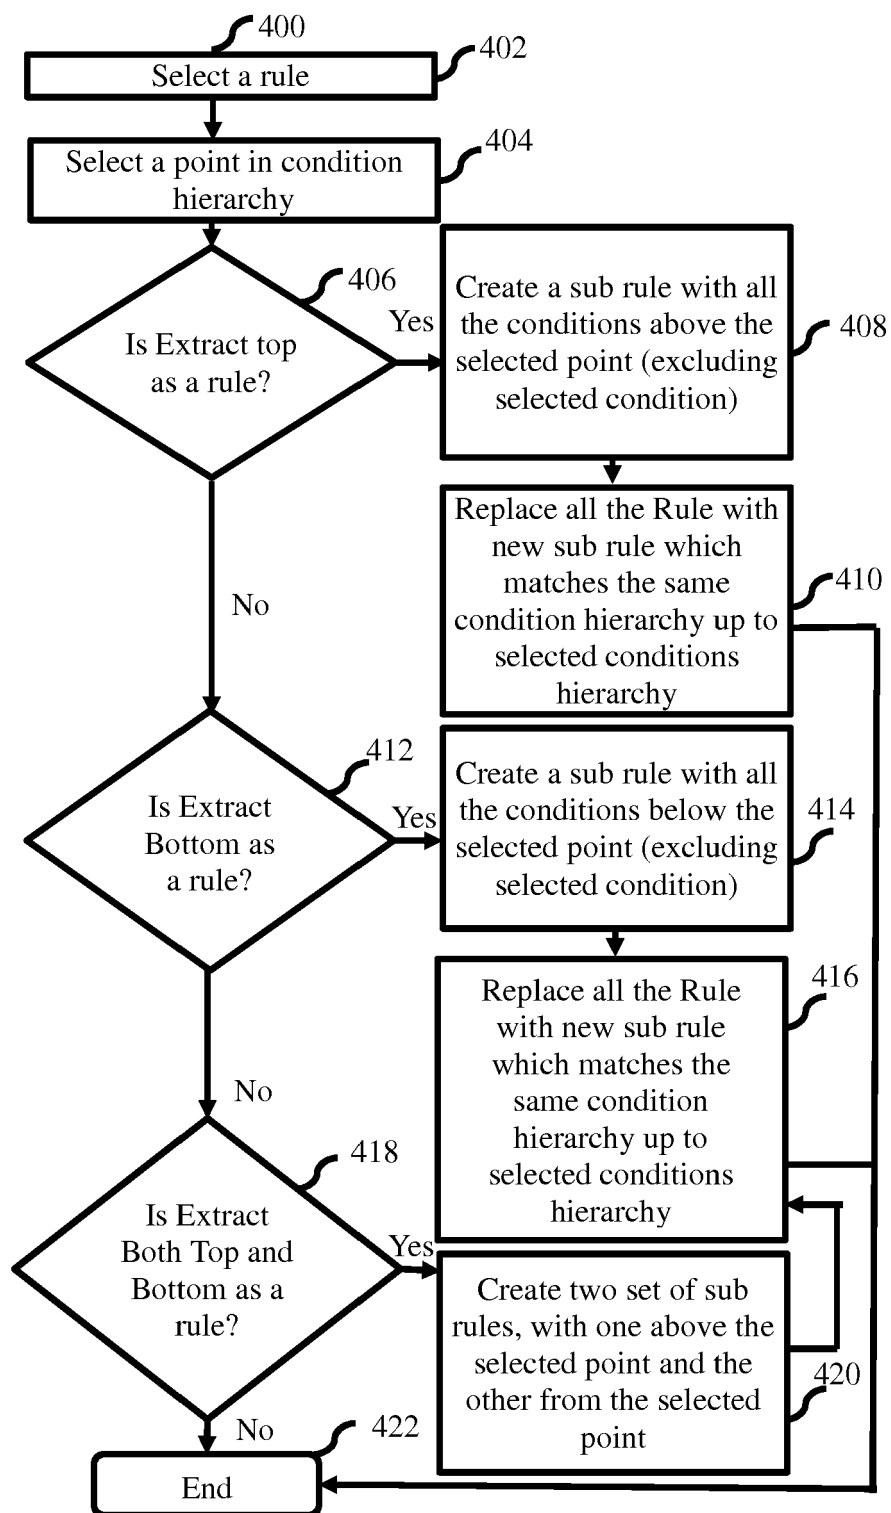 400
402
Select a rule
404
Select a point in condition
hierarchy
406
Is Extract top
as a rule?
Yes
Create a sub rule with all
the conditions above the
selected point (excluding
selected condition)
408
Replace all the Rule with
new sub rule which
matches the same
condition hierarchy up to
selected conditions
hierarchy
410
No
412
Is Extract
Bottom as
a rule?
Yes
Create a sub rule with all
the conditions below the
selected point (excluding
selected condition)
414
Replace all the Rule
with new sub rule
which matches the
same condition
hierarchy up to
selected conditions
hierarchy
416
No
418
Is Extract
Both Top and
Bottom as a
rule?
Yes
Create two set of sub
rules, with one above the
selected point and the
other from the selected
point
420
No
422
End